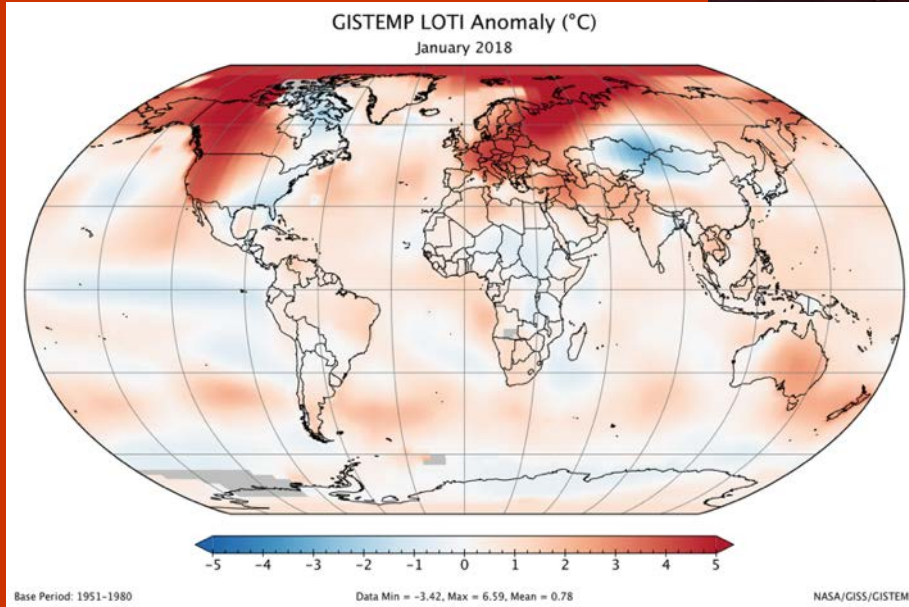 GISTEMP LOTI Anomaly (°C)
January 2018
-5 -4 -3 -2 -1 0 1 2 3 4 5
Base Period: 1951-1980 Data Min = -3.42, Max = 6.59, Mean = 0.78 NASA/GISS/GISTEM